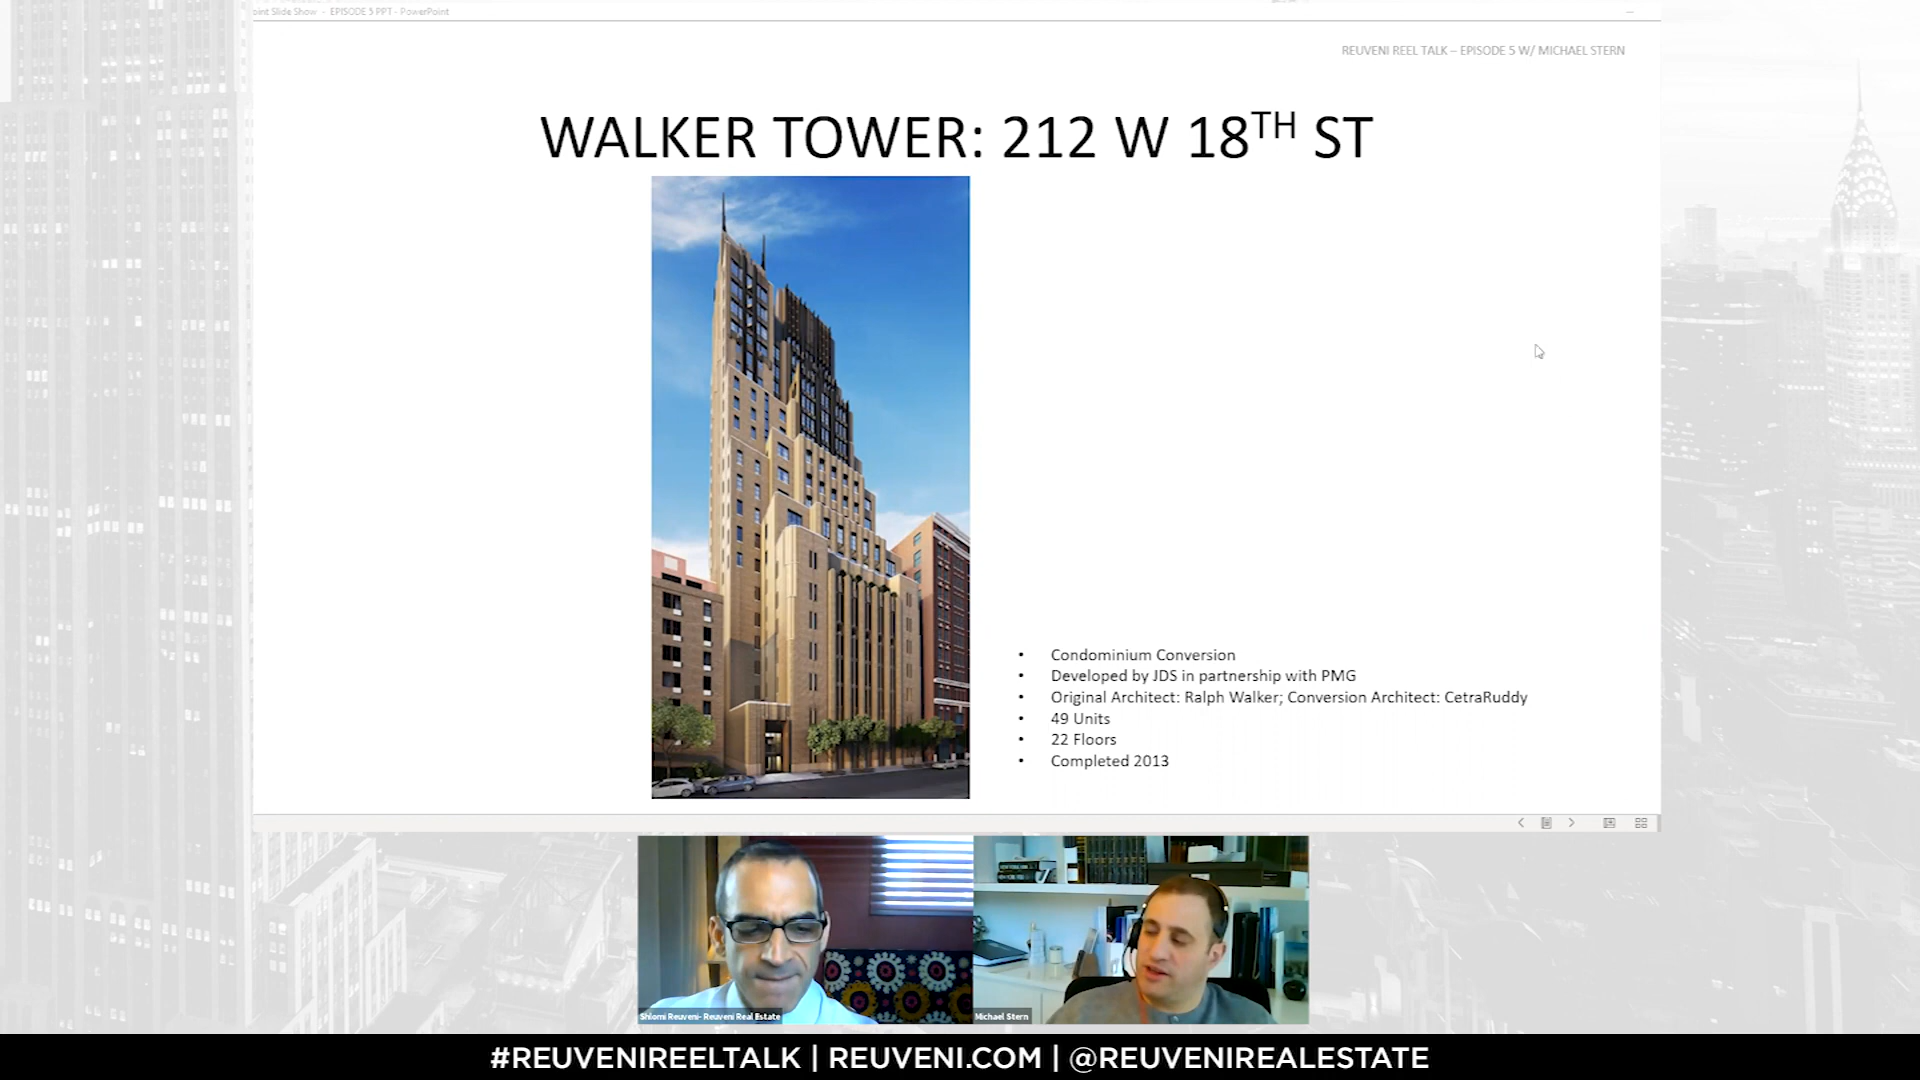 oint Slide Show - EPISODE 5 PPT - PowerPoint
REUVENI REEL TALK – EPISODE 5 W/ MICHAEL STERN
WALKER TOWER: 212 W 18TH ST
• Condominium Conversion
• Developed by JDS in partnership with PMG
• Original Architect: Ralph Walker; Conversion Architect: CetraRuddy
• 49 Units
• 22 Floors
• Completed 2013
Shlomi Reuveni- Reuveni Real Estate
Michael Stern
#REUVENIREELTALK | REUVENI.COM | @REUVENIREALESTATE